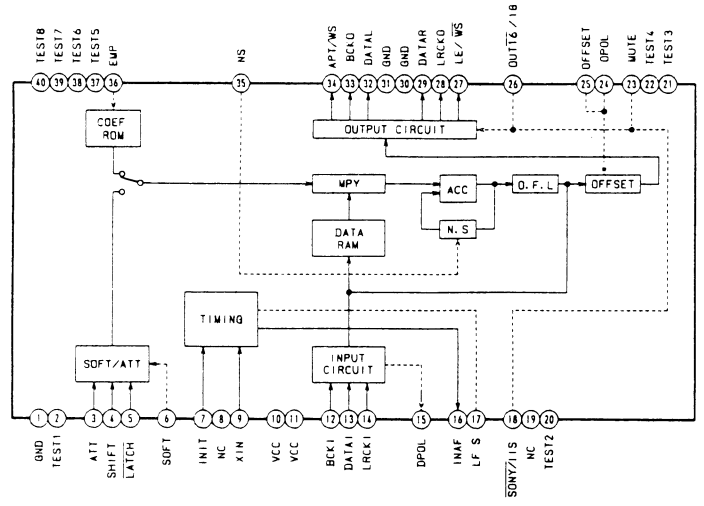 TEST8
TEST7
TEST6
TEST5
EMP
NS
APT/WS
BCKO
DATAL
GND
GND
DATAR
LRCKO
LE/WS
OUT16/18
OFFSET
OPOL
MUTE
TEST4
TEST3
40
39
38
37
36
35
34
33
32
31
30
29
28
27
26
25
24
23
22
21
COEF
ROM
OUTPUT CIRCUIT
MPY
ACC
O.F.L
OFFSET
DATA
RAM
N.S
TIMING
SOFT/ATT
INPUT
CIRCUIT
1
2
3
4
5
6
7
8
9
10
11
12
13
14
15
16
17
18
19
20
GND
TEST1
ATT
SHIFT
LATCH
SOFT
INIT
NC
XIN
VCC
VCC
BCKI
DATAI
LRCKI
DPOL
INAF
LF S
SONY/IIS
NC
TEST2